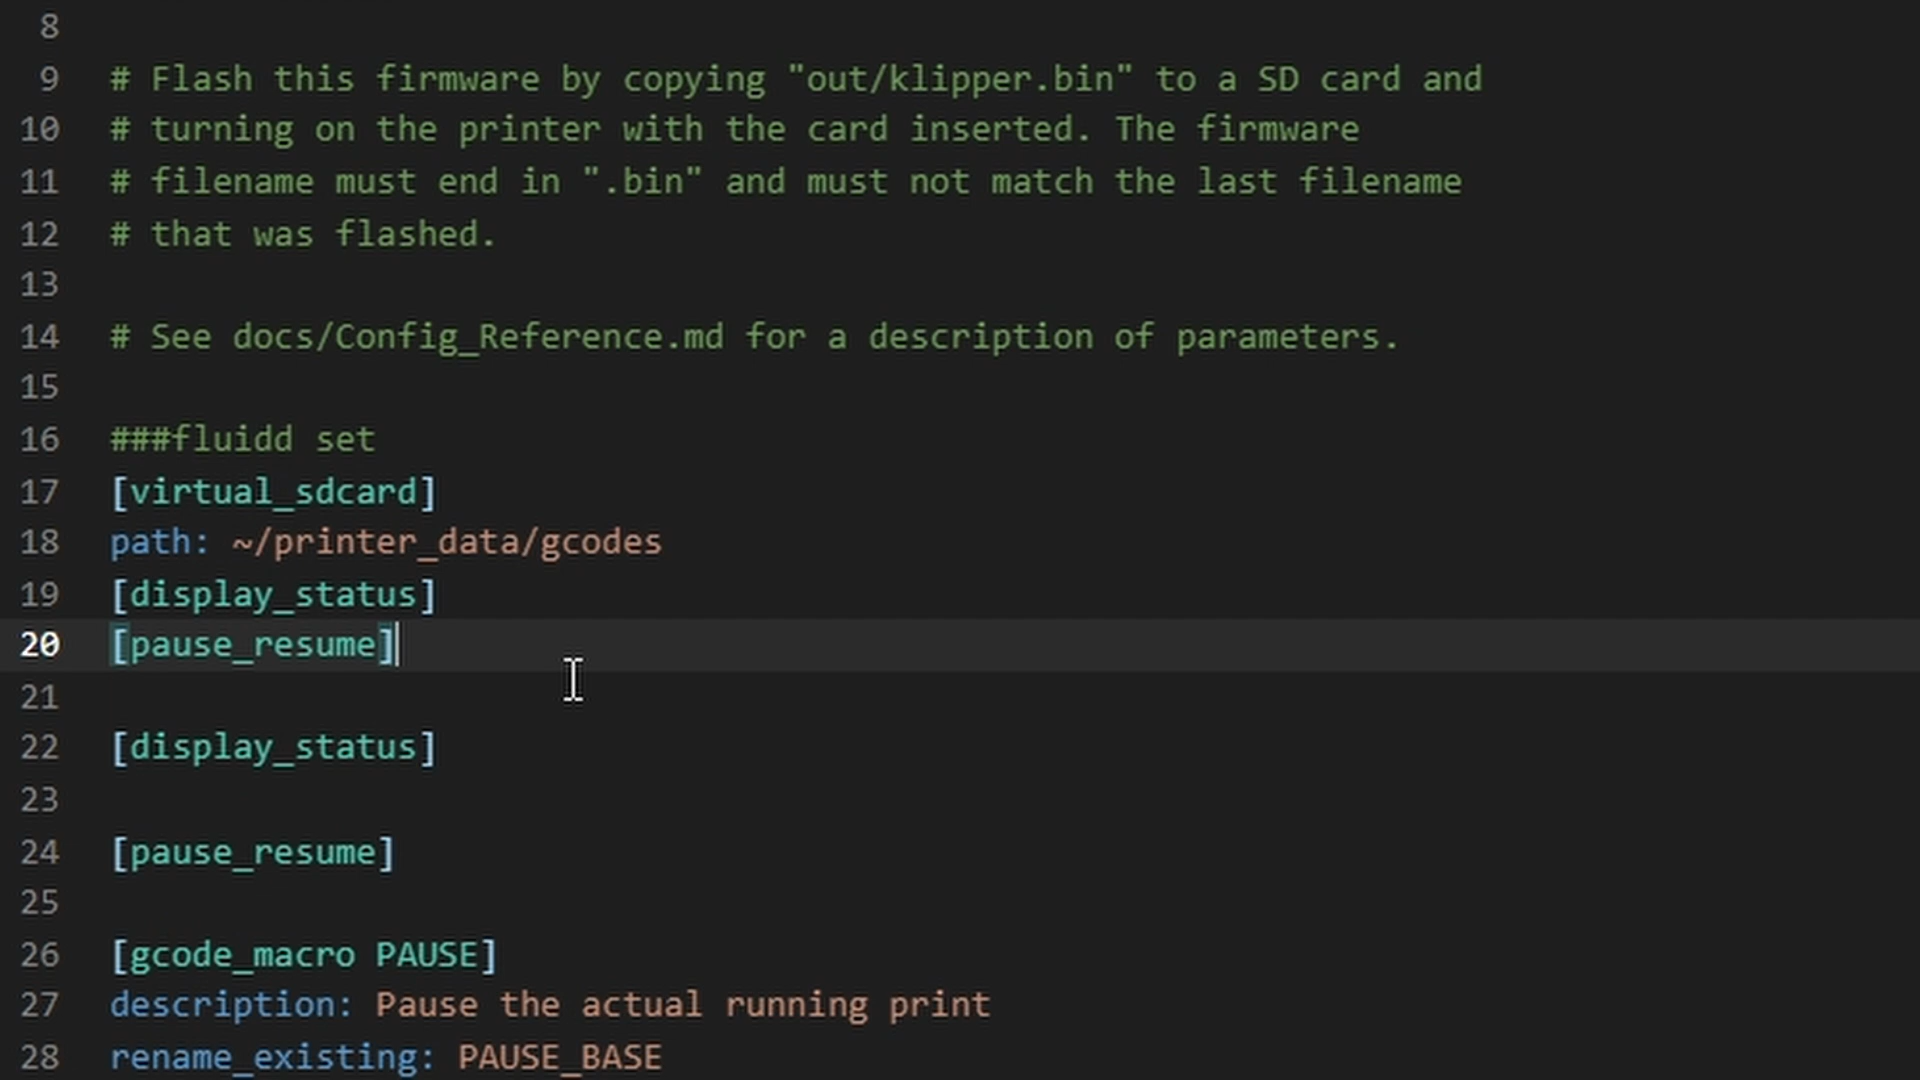 8
9 # Flash this firmware by copying "out/klipper.bin" to a SD card and
10 # turning on the printer with the card inserted. The firmware
11 # filename must end in ".bin" and must not match the last filename
12 # that was flashed.
13
14 # See docs/Config_Reference.md for a description of parameters.
15
16 ###fluidd set
17 [virtual_sdcard]
18 path: ~/printer_data/gcodes
19 [display_status]
20 [pause_resume]
21
22 [display_status]
23
24 [pause_resume]
25
26 [gcode_macro PAUSE]
27 description: Pause the actual running print
28 rename_existing: PAUSE_BASE